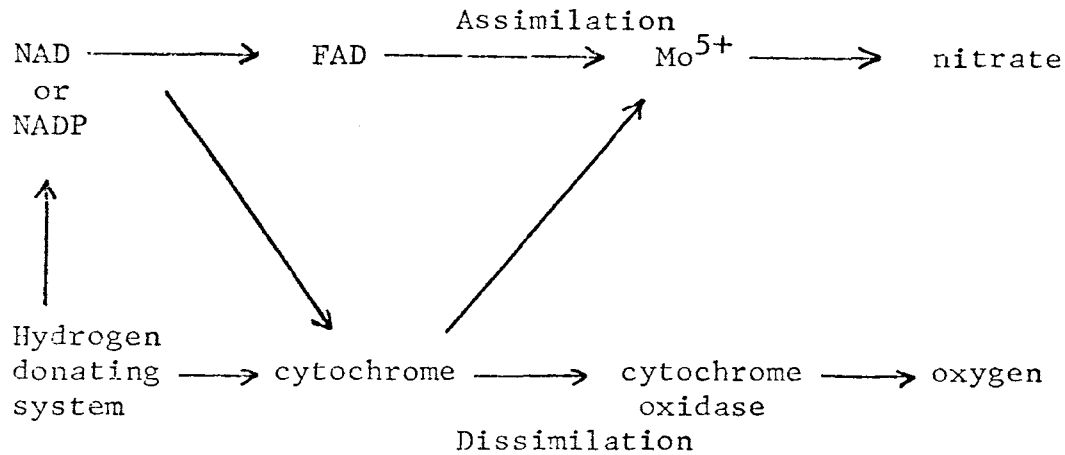 Assimilation
NAD FAD Mo5+ nitrate
or
NADP
Hydrogen
donating cytochrome cytochrome oxygen
system oxidase
Dissimilation